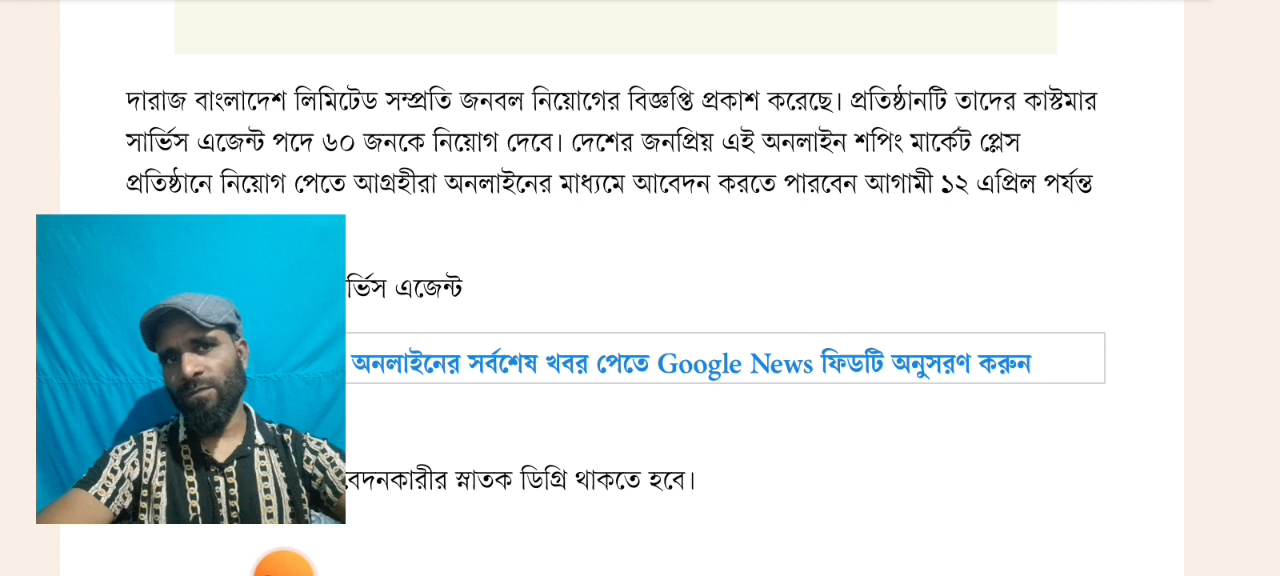 দারাজ বাংলাদেশ লিমিটেড সম্প্রতি জনবল নিয়োগের বিজ্ঞপ্তি প্রকাশ করেছে। প্রতিষ্ঠানটি তাদের কাস্টমার
সার্ভিস এজেন্ট পদে ৬০ জনকে নিয়োগ দেবে। দেশের জনপ্রিয় এই অনলাইন শপিং মার্কেট প্লেস
প্রতিষ্ঠানে নিয়োগ পেতে আগ্রহীরা অনলাইনের মাধ্যমে আবেদন করতে পারবেন আগামী ১২ এপ্রিল পর্যন্ত
র্ভিস এজেন্ট
অনলাইনের সর্বশেষ খবর পেতে Google News ফিডটি অনুসরণ করুন
বেদনকারীর স্নাতক ডিগ্রি থাকতে হবে।